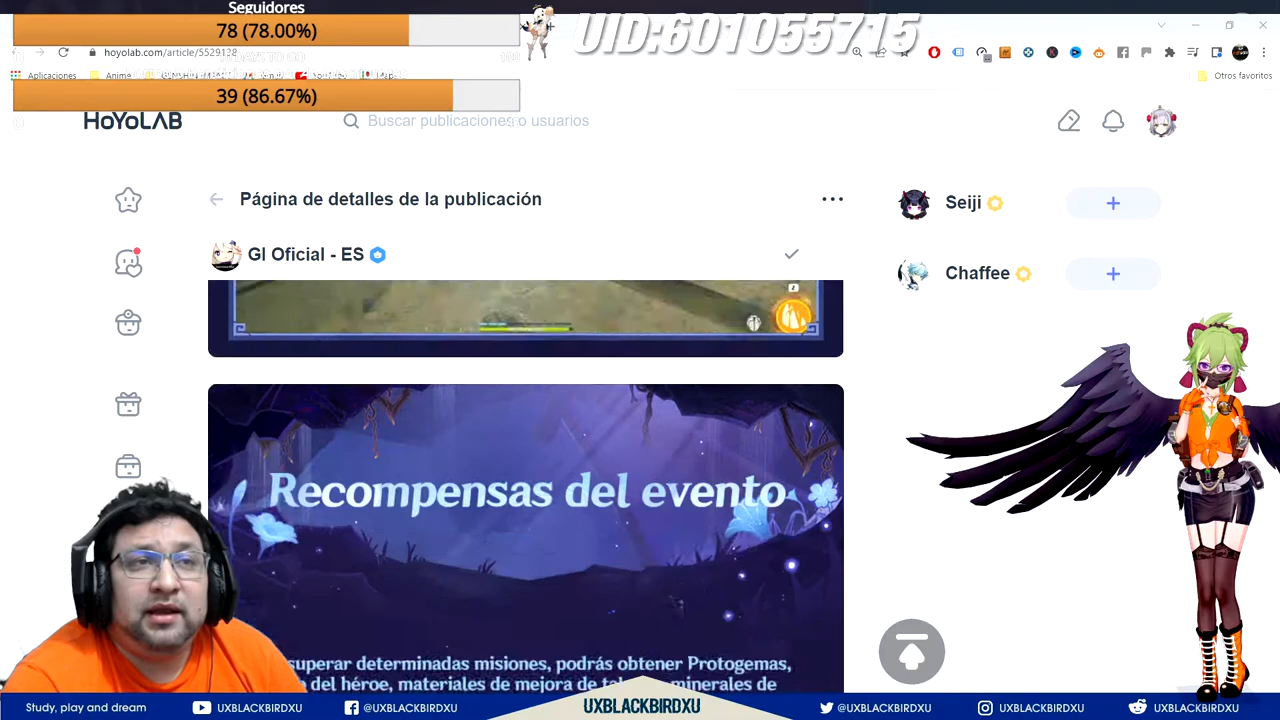 Seguidores
78 (78.00%)
UID:601055715
hoyolab.com/article/5529138
Aplicaciones
Anime
Otros favoritos
39 (86.67%)
HoYoLAB
Buscar publicaciones o usuarios
Página de detalles de la publicación
Seiji
GI Oficial - ES
Chaffee
Recompensas del evento
superar determinadas misiones, podrás obtener Protogemas,
del héroe, materiales de mejora de minerales de
Study, play and dream
UXBLACKBIRDXU
@UXBLACKBIRDXU
UXBLACKBIRDXU
@UXBLACKBIRDXU
UXBLACKBIRDXU
UXBLACKBIRDXU